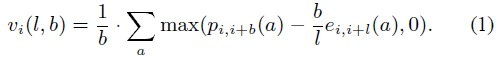 v_i(l, b) = \frac{1}{b} \cdot \sum_a \max(p_{i,i+b}(a) - \frac{b}{l} e_{i,i+l}(a), 0). (1)